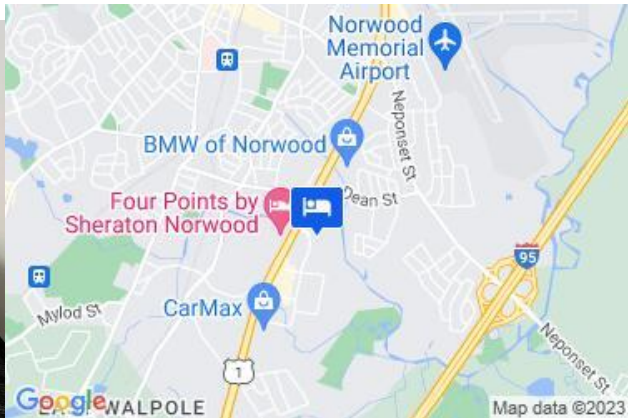 Norwood
Memorial
Airport
BMW of Norwood
Neponset St
Four Points by
Sheraton Norwood
Dean St
95
CarMax
Mylod St
1
Neponset St
Google
WALPOLE
Map data ©2023